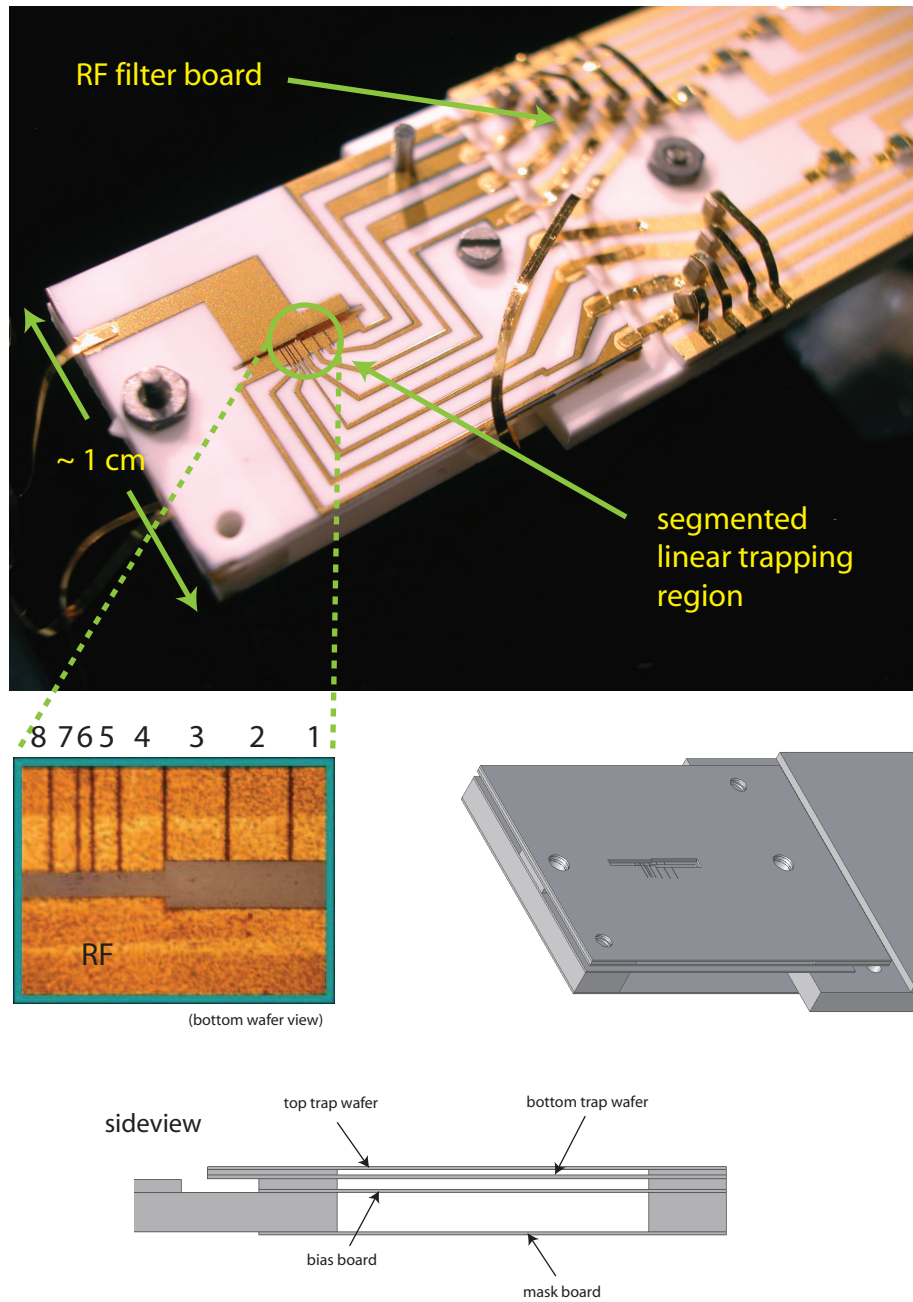 RF filter board
~ 1 cm
segmented
linear trapping
region
8 7 6 5 4 3 2 1
RF
(bottom wafer view)
sideview
top trap wafer
bottom trap wafer
bias board
mask board